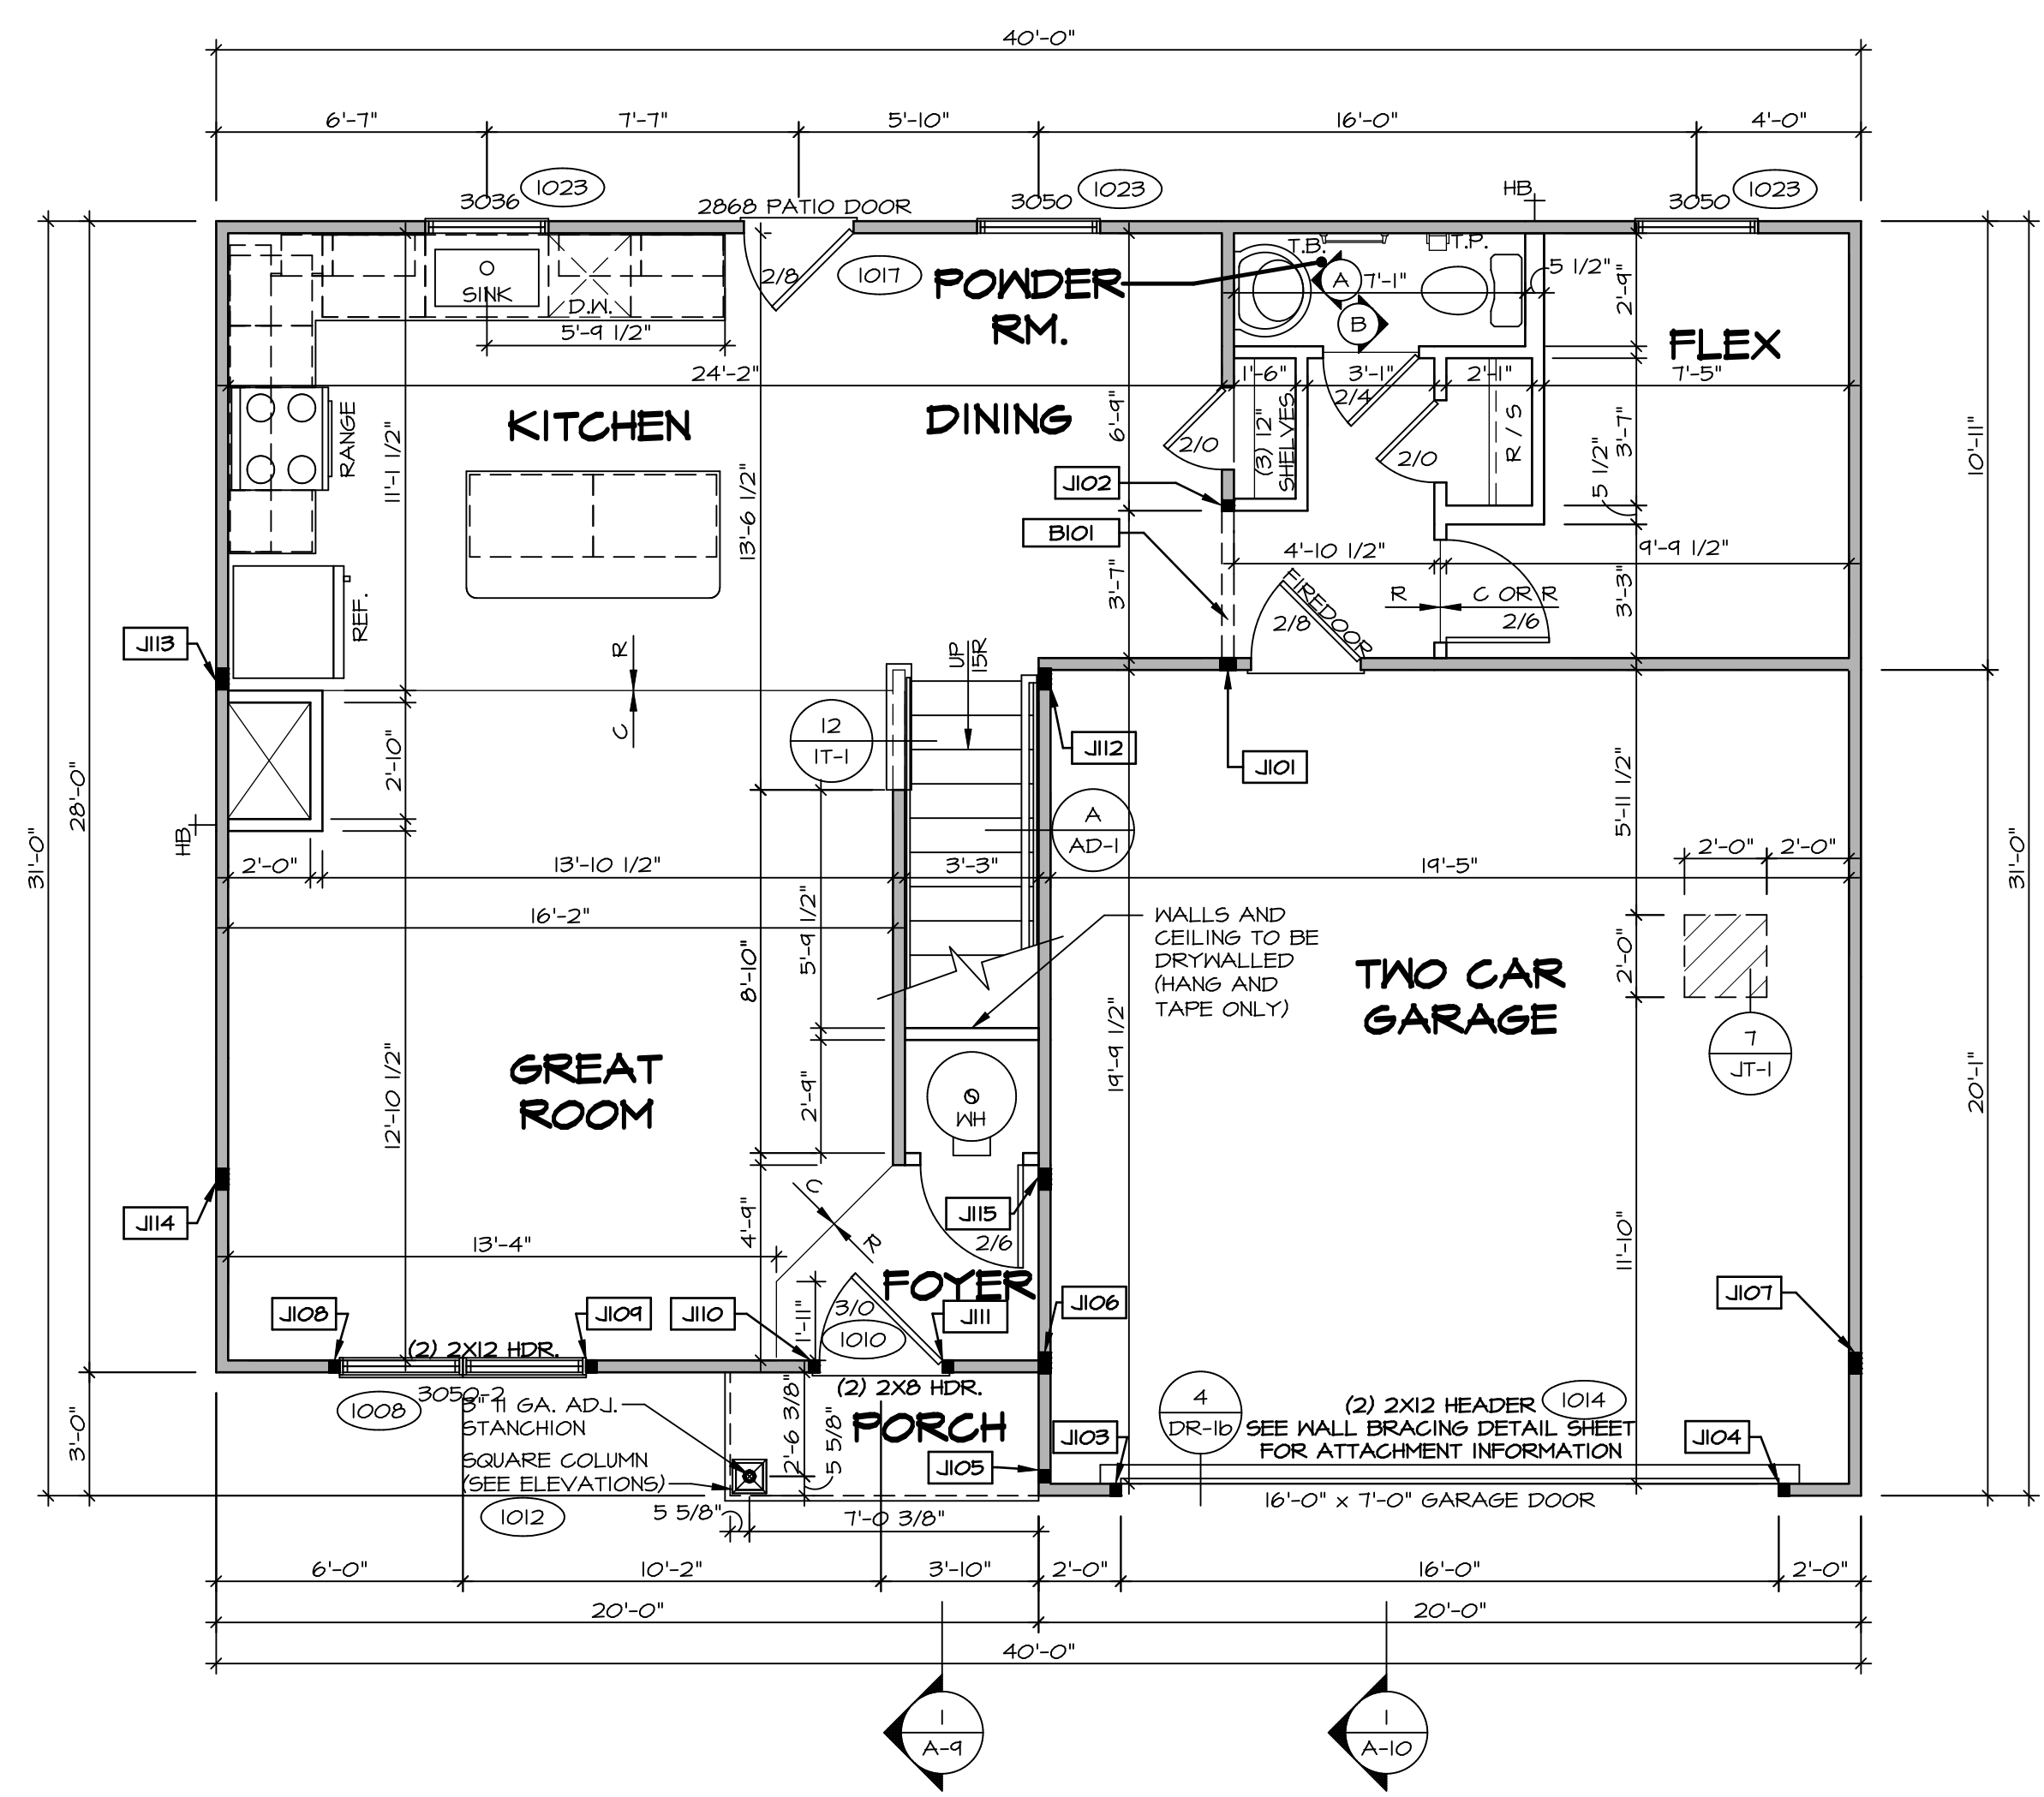 40'-0"
6'-7"
7'-7"
5'-10"
16'-0"
4'-0"
3036
1023
2868 PATIO DOOR
3050
1023
HB
3050
1023
2/8
1017
POWDER
RM.
T.B.
T.P.
A
7'-1"
B
5 1/2"
2'-9"
FLEX
SINK
D.W.
5'-9 1/2"
24'-2"
1'-6"
3'-1"
2'-1"
7'-5"
2/4
KITCHEN
DINING
RANGE
11'-1 1/2"
13'-6 1/2"
6'-9"
2/0
(3) 12"
SHELVES
2/0
R / S
5 1/2"
3'-7"
10'-11"
J102
B101
4'-10 1/2"
9'-9 1/2"
3'-7"
FIREDOOR
2/8
R
C OR R
2/6
3'-3"
REF.
J113
R
C
UP
15R
12
1T-1
J112
J101
28'-0"
31'-0"
2'-10"
HB
A
AD-1
5'-11 1/2"
31'-0"
2'-0"
13'-10 1/2"
3'-3"
19'-5"
2'-0"
2'-0"
16'-2"
5'-9 1/2"
8'-10"
WALLS AND
CEILING TO BE
DRYWALLED
(HANG AND
TAPE ONLY)
2'-0"
TWO CAR
GARAGE
19'-9 1/2"
7
JT-1
20'-1"
GREAT
ROOM
12'-10 1/2"
2'-9"
WH
J114
C
R
J115
4'-9"
2/6
11'-10"
13'-4"
FOYER
J108
J109
J110
3/0
J111
J106
J107
1'-11"
1010
(2) 2X12 HDR.
(2) 2X8 HDR.
3050-2
1008
3" 11 GA. ADJ.
STANCHION
2'-6 3/8"
5 5/8"
PORCH
4
DR-1b
(2) 2X12 HEADER
1014
SEE WALL BRACING DETAIL SHEET
FOR ATTACHMENT INFORMATION
J103
J104
3'-0"
SQUARE COLUMN
(SEE ELEVATIONS)
J105
1012
5 5/8"
7'-0 3/8"
16'-0" x 7'-0" GARAGE DOOR
6'-0"
10'-2"
3'-10"
2'-0"
16'-0"
2'-0"
20'-0"
20'-0"
40'-0"
1
A-9
1
A-10